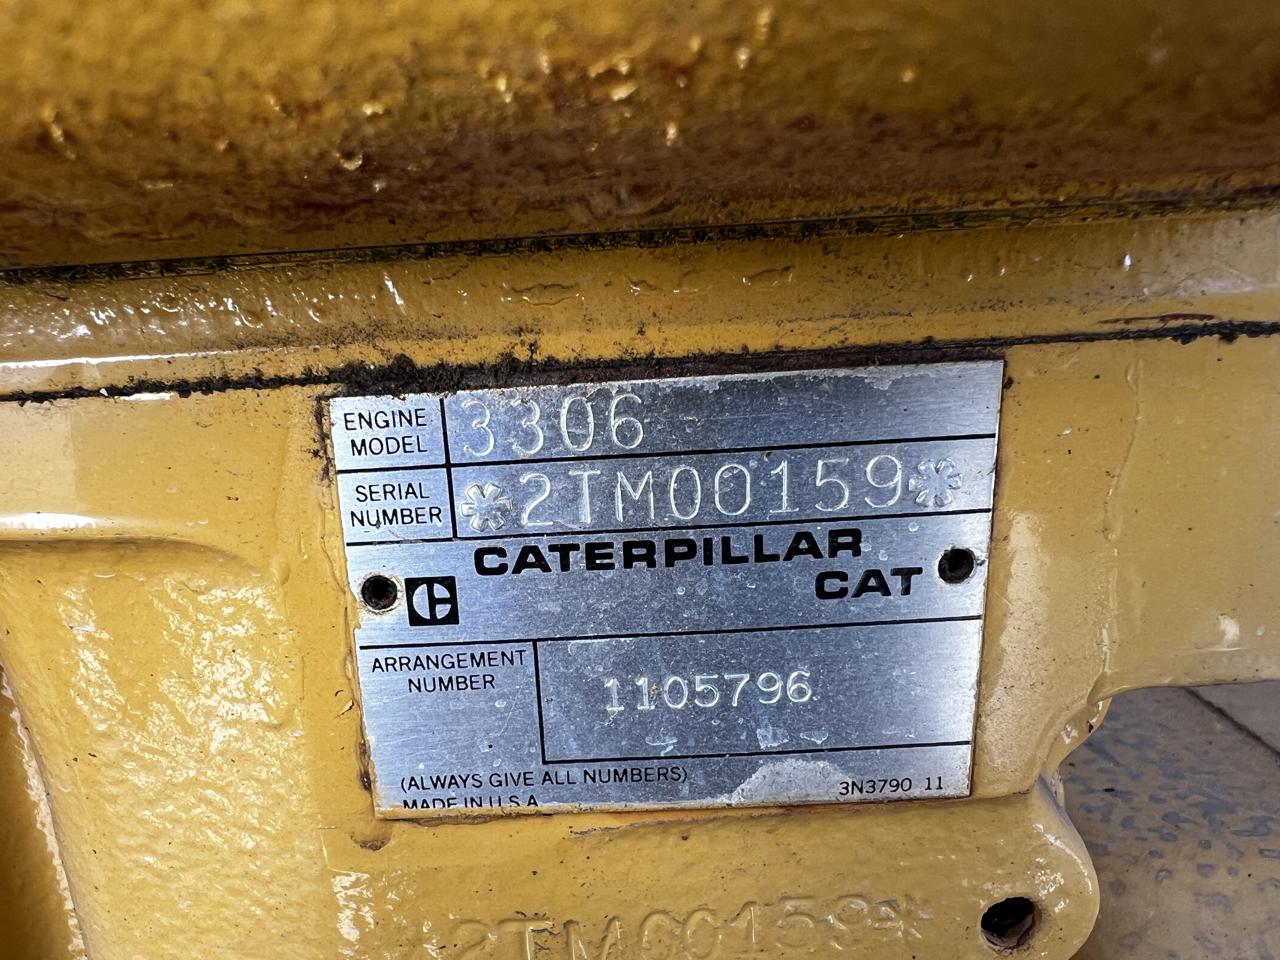 ENGINE MODEL 3306
SERIAL NUMBER *2TM00159*
CATERPILLAR
CAT
ARRANGEMENT NUMBER 1105796
(ALWAYS GIVE ALL NUMBERS)
MADE IN U.S.A. 3N3790 11
2TM00159*